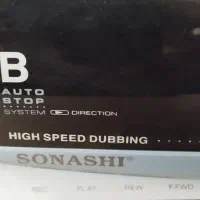 B
AUTO
STOP
SYSTEM DIRECTION
HIGH SPEED DUBBING
SONASHI
REC PLAY REW F.FWD